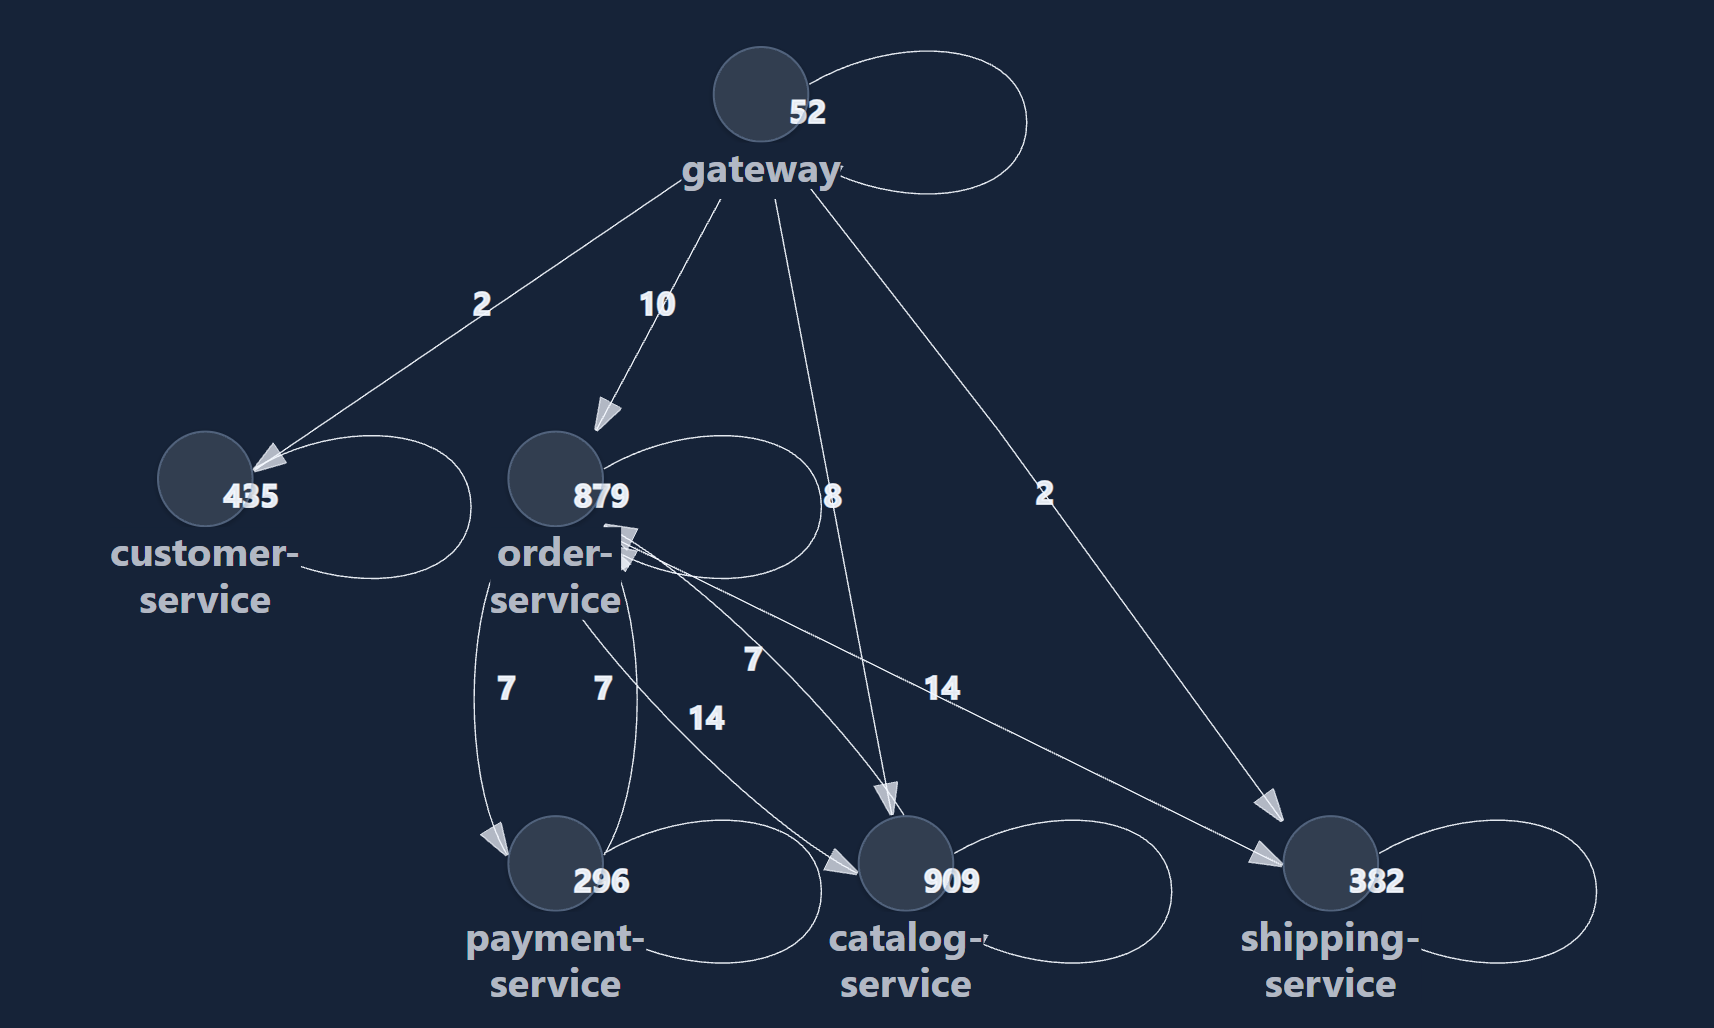 52
gateway
2
10
435
customer-
service
879
order-
service
8
2
7
7
14
7
14
296
payment-
service
909
catalog-
service
382
shipping-
service